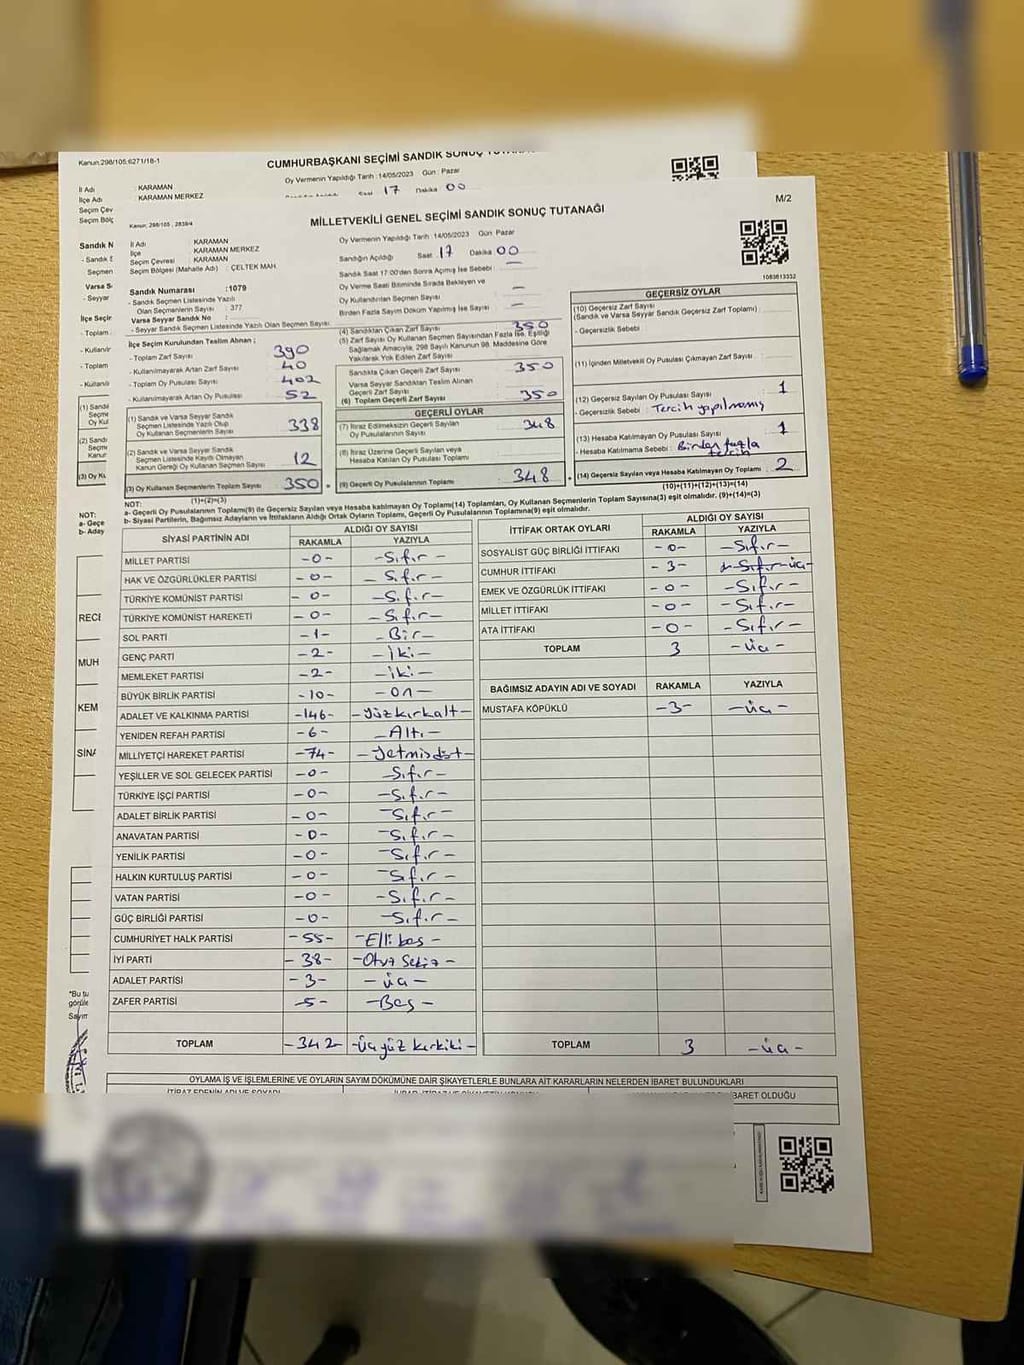 Kanun:298/105;6271/18-1
CUMHURBAŞKANI SEÇİMİ SANDIK SONUÇ
Oy Vermenin Yapıldığı Tarih :14/05/2023 Gün : Pazar
İl Adı : KARAMAN
İlçe Adı : KARAMAN MERKEZ
Saat 17 Dakika 00
M/2
Kanun; 298/105 , 2839/4
MİLLETVEKİLİ GENEL SEÇİMİ SANDIK SONUÇ TUTANAĞI
Oy Vermenin Yapıldığı Tarih :14/05/2023 Gün: Pazar
İl Adı : KARAMAN
İlçe : KARAMAN MERKEZ
Seçim Çevresi : KARAMAN
Seçim Bölgesi (Mahalle Adı) : ÇELTEK MAH.
Sandığın Açıldığı Saat 17 Dakika 00
Sandık Saat 17:00'den Sonra Açılmış İse Sebebi : —
Oy Verme Saati Bitiminde Sırada Bekleyen ve
Oy Kullandırılan Seçmen Sayısı —
Birden Fazla Sayım Döküm Yapılmış İse Sayısı —
1083613332
Sandık Numarası :1079
- Sandık Seçmen Listesinde Yazılı
Olan Seçmenlerin Sayısı : 377
Varsa Seyyar Sandık No :
- Seyyar Sandık Seçmen Listesinde Yazılı Olan Seçmen Sayısı:
İlçe Seçim Kurulundan Teslim Alınan ;
- Toplam Zarf Sayısı 390
- Kullanılmayarak Artan Zarf Sayısı 40
- Toplam Oy Pusulası Sayısı 402
- Kullanılmayarak Artan Oy Pusulası 52
(1) Sandık ve Varsa Seyyar Sandık
Seçmen Listesinde Yazılı Olup
Oy Kullanan Seçmenlerin Sayısı 338
(2) Sandık ve Varsa Seyyar Sandık
Seçmen Listesinde Kayıtlı Olmayan
Kanun Gereği Oy Kullanan Seçmen Sayısı 12
(3) Oy Kullanan Seçmenlerin Toplam Sayısı 350
(1)+(2)=(3)
(4) Sandıktan Çıkan Zarf Sayısı 350
(5) Zarf Sayısı Oy Kullanan Seçmen Sayısından Fazla İse, Eşitliği
Sağlamak Amacıyla, 298 Sayılı Kanunun 98. Maddesine Göre
Yakılarak Yok Edilen Zarf Sayısı
Sandıkta Çıkan Geçerli Zarf Sayısı 350
Varsa Seyyar Sandıktan Teslim Alınan
Geçerli Zarf Sayısı
(6) Toplam Geçerli Zarf Sayısı 350
GEÇERLİ OYLAR
(7) İtiraz Edilmeksizin Geçerli Sayılan
Oy Pusulalarının Sayısı 348
(8) İtiraz Üzerine Geçerli Sayılan veya
Hesaba Katılan Oy Pusulası Toplamı
(9) Geçerli Oy Pusulalarının Toplamı 348
GEÇERSİZ OYLAR
(10) Geçersiz Zarf Sayısı
(Sandık ve Varsa Seyyar Sandık Geçersiz Zarf Toplamı)
- Geçersizlik Sebebi :
(11) İçinden Milletvekili Oy Pusulası Çıkmayan Zarf Sayısı
(12) Geçersiz Sayılan Oy Pusulası Sayısı 1
- Geçersizlik Sebebi : Tercih yapılmamış
(13) Hesaba Katılmayan Oy Pusulası Sayısı 1
- Hesaba Katılmama Sebebi : Birden fazla
tercih
(14) Geçersiz Sayılan veya Hesaba Katılmayan Oy Toplamı 2
(10)+(11)+(12)+(13)=(14)
NOT:
a- Geçerli Oy Pusulalarının Toplamı(9) ile Geçersiz Sayılan veya Hesaba katılmayan Oy Toplamı(14) Toplamları, Oy Kullanan Seçmenlerin Toplam Sayısına(3) eşit olmalıdır. (9)+(14)=(3)
b- Siyasi Partilerin, Bağımsız Adayların ve İttifakların Aldığı Ortak Oyların Toplamı, Geçerli Oy Pusulalarının Toplamına(9) eşit olmalıdır.
SİYASİ PARTİNİN ADI ALDIĞI OY SAYISI
RAKAMLA YAZIYLA
MİLLET PARTİSİ -0- -Sıfır-
HAK VE ÖZGÜRLÜKLER PARTİSİ -0- -Sıfır-
TÜRKİYE KOMÜNİST PARTİSİ -0- -Sıfır-
TÜRKİYE KOMÜNİST HAREKETİ -0- -Sıfır-
SOL PARTİ -1- -Bir-
GENÇ PARTİ -2- -İki-
MEMLEKET PARTİSİ -2- -iki-
BÜYÜK BİRLİK PARTİSİ -10- -on-
ADALET VE KALKINMA PARTİSİ -146- -yüzkırkaltı-
YENİDEN REFAH PARTİSİ -6- -Altı-
MİLLİYETÇİ HAREKET PARTİSİ -74- -Yetmişdört-
YEŞİLLER VE SOL GELECEK PARTİSİ -0- -Sıfır-
TÜRKİYE İŞÇİ PARTİSİ -0- -Sıfır-
ADALET BİRLİK PARTİSİ -0- -Sıfır-
ANAVATAN PARTİSİ -0- -Sıfır-
YENİLİK PARTİSİ -0- -Sıfır-
HALKIN KURTULUŞ PARTİSİ -0- -Sıfır-
VATAN PARTİSİ -0- -Sıfır-
GÜÇ BİRLİĞİ PARTİSİ -0- -Sıfır-
CUMHURİYET HALK PARTİSİ -55- -Elli beş-
İYİ PARTİ -38- -Otuz Sekiz-
ADALET PARTİSİ -3- -üç-
ZAFER PARTİSİ -5- -Beş-
TOPLAM -342- -Üçyüz kırkiki-
İTTİFAK ORTAK OYLARI ALDIĞI OY SAYISI
RAKAMLA YAZIYLA
SOSYALİST GÜÇ BİRLİĞİ İTTİFAKI -0- -Sıfır-
CUMHUR İTTİFAKI -3- -Sıfır-üç-
EMEK VE ÖZGÜRLÜK İTTİFAKI -0- -Sıfır-
MİLLET İTTİFAKI -0- -Sıfır-
ATA İTTİFAKI -0- -Sıfır-
TOPLAM 3 -üç-
BAĞIMSIZ ADAYIN ADI VE SOYADI RAKAMLA YAZIYLA
MUSTAFA KÖPÜKLÜ -3- -üç-
TOPLAM 3 -üç-
OYLAMA İŞ VE İŞLEMLERİNE VE OYLARIN SAYIM DÖKÜMÜNE DAİR ŞİKAYETLERLE BUNLARA AİT KARARLARIN NELERDEN İBARET BULUNDUKLARI